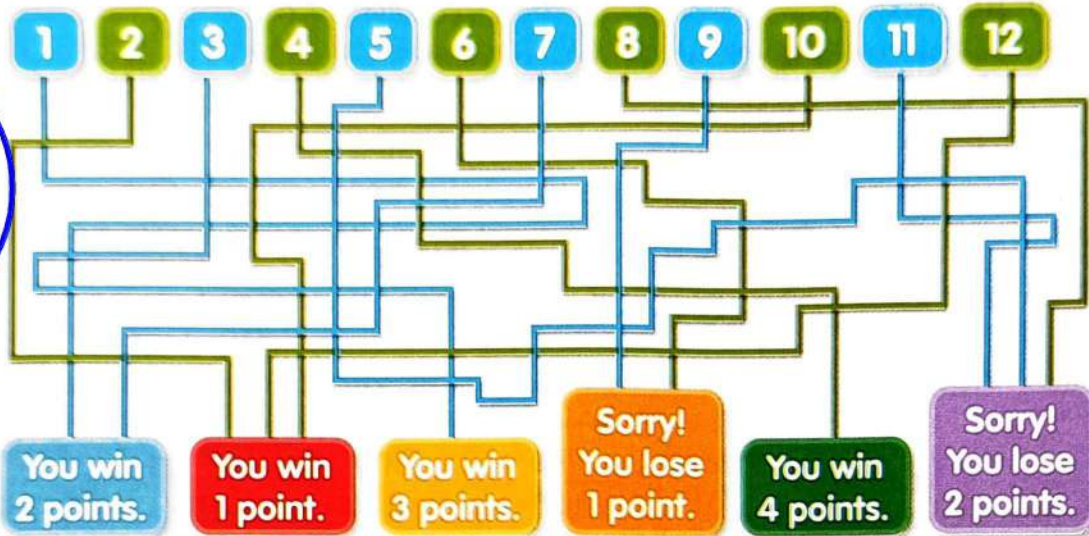 1 2 3 4 5 6 7 8 9 10 11 12
You win
2 points.
You win
1 point.
You win
3 points.
Sorry!
You lose
1 point.
You win
4 points.
Sorry!
You lose
2 points.